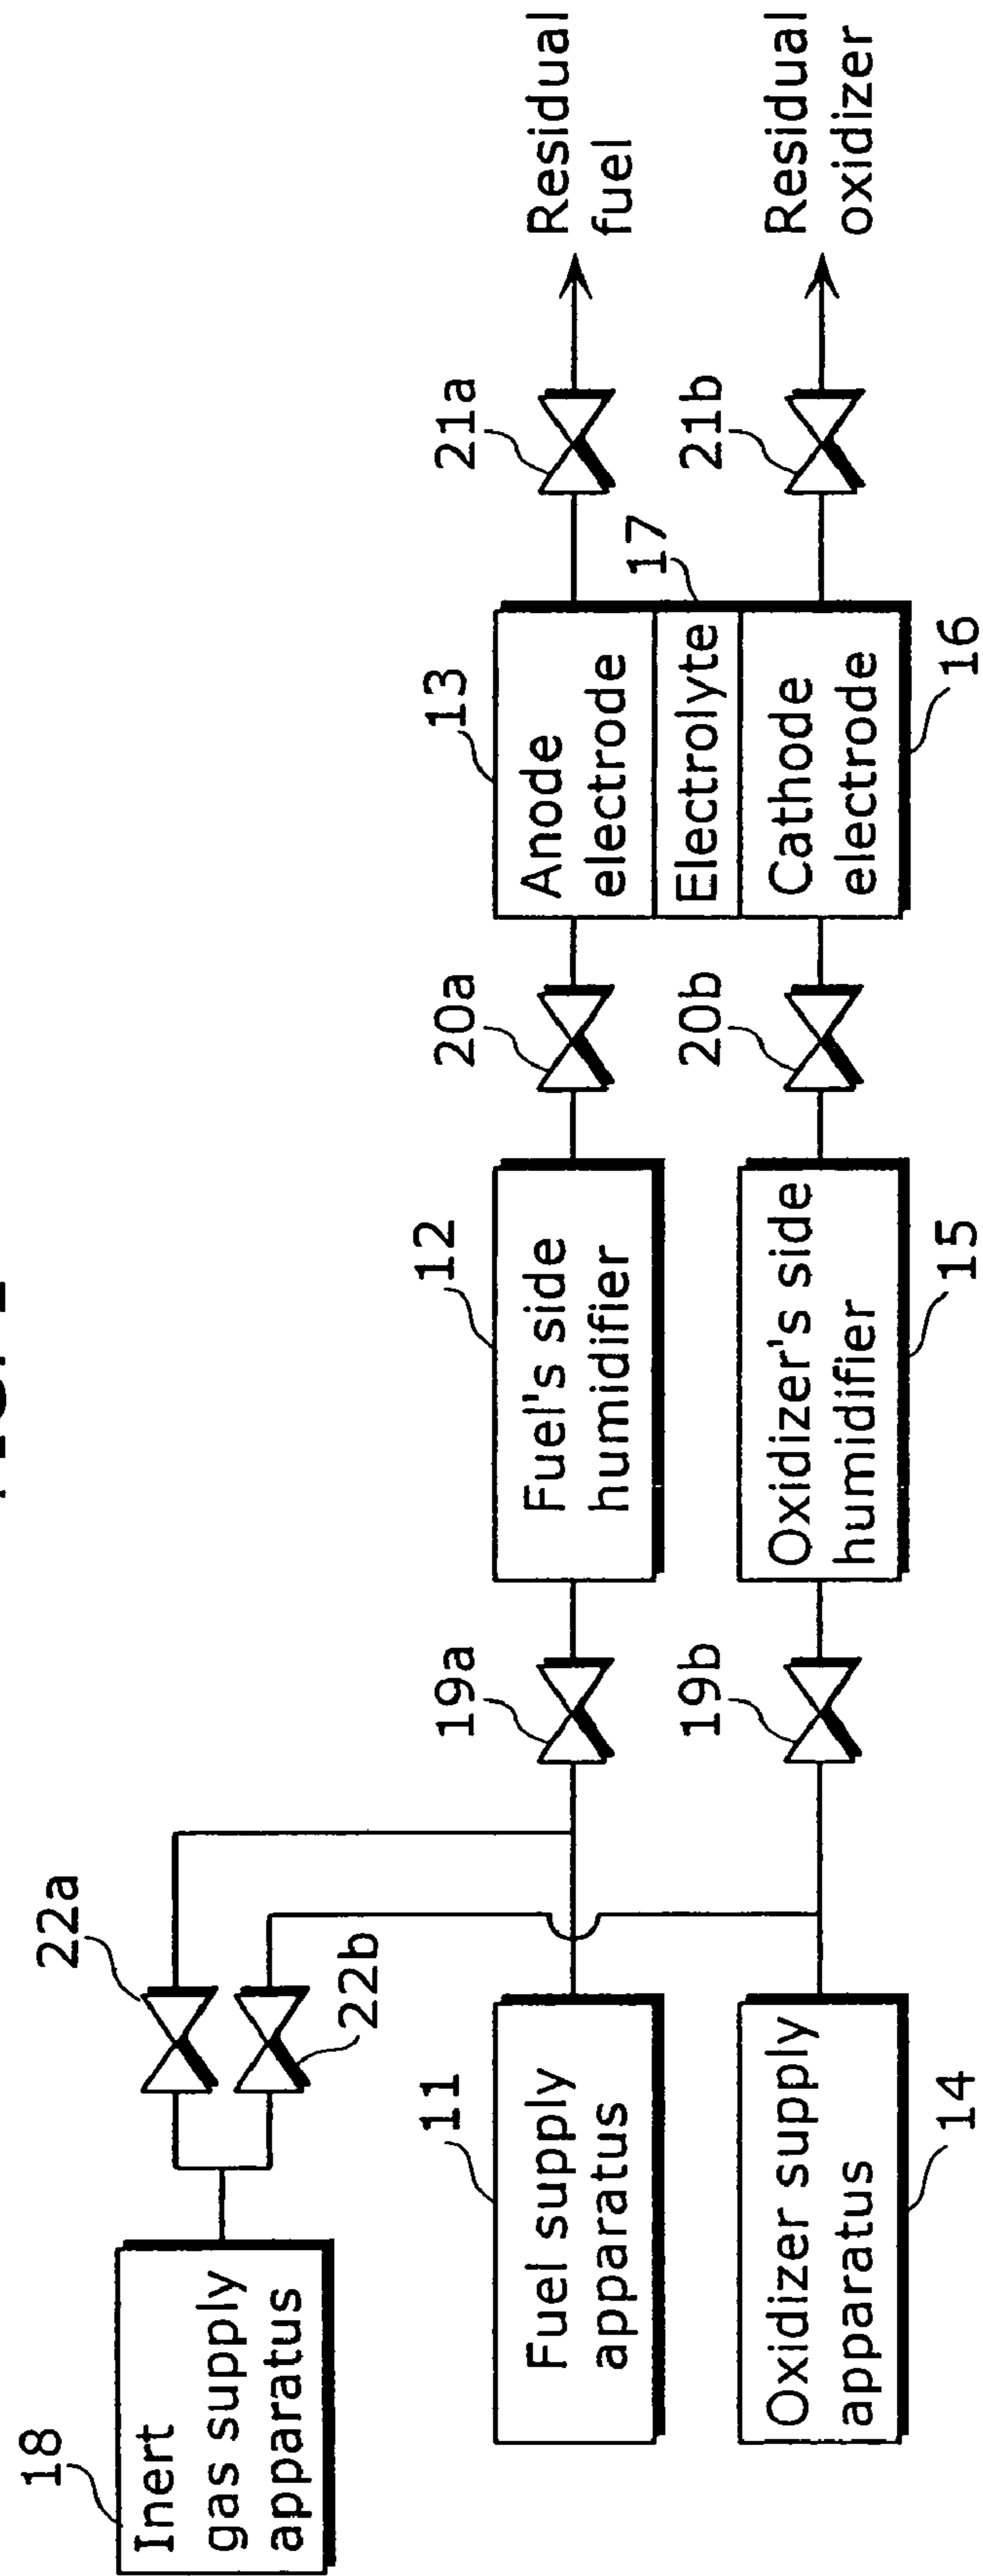 18
Inert
gas supply
apparatus
22a
22b
11
Fuel supply
apparatus
19a
12
Fuel's side
humidifier
20a
13
Anode
electrode
21a
Residual
fuel
Electrolyte
17
14
Oxidizer supply
apparatus
19b
15
Oxidizer's side
humidifier
20b
Cathode
electrode
16
21b
Residual
oxidizer